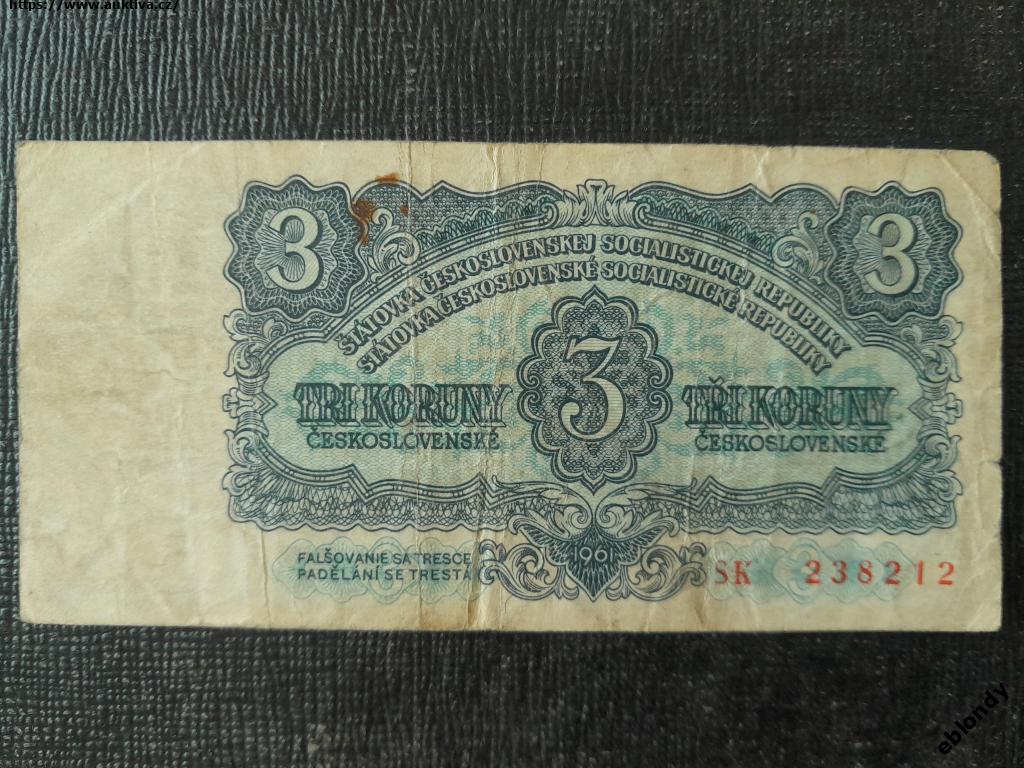 https://www.auktiva.cz/
3
3
ŠTÁTOVKA ČESKOSLOVENSKEJ SOCIALISTICKEJ REPUBLIKY
STÁTOVKA ČESKOSLOVENSKÉ SOCIALISTICKÉ REPUBLIKY
3
TRI KORUNY
TŘI KORUNY
ČESKOSLOVENSKÉ
ČESKOSLOVENSKÉ
FALŠOVANIE SA TRESCE
PADĚLÁNÍ SE TRESTÁ
1961
SK 238212
eblondy